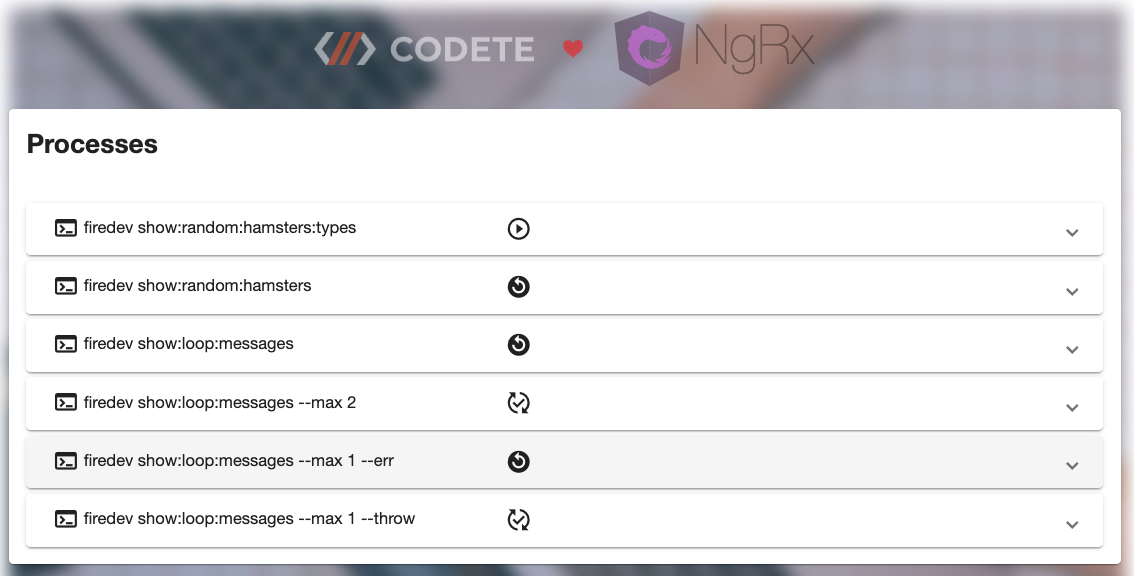 CODETE NgRx
Processes
firedev show:random:hamsters:types
firedev show:random:hamsters
firedev show:loop:messages
firedev show:loop:messages --max 2
firedev show:loop:messages --max 1 --err
firedev show:loop:messages --max 1 --throw